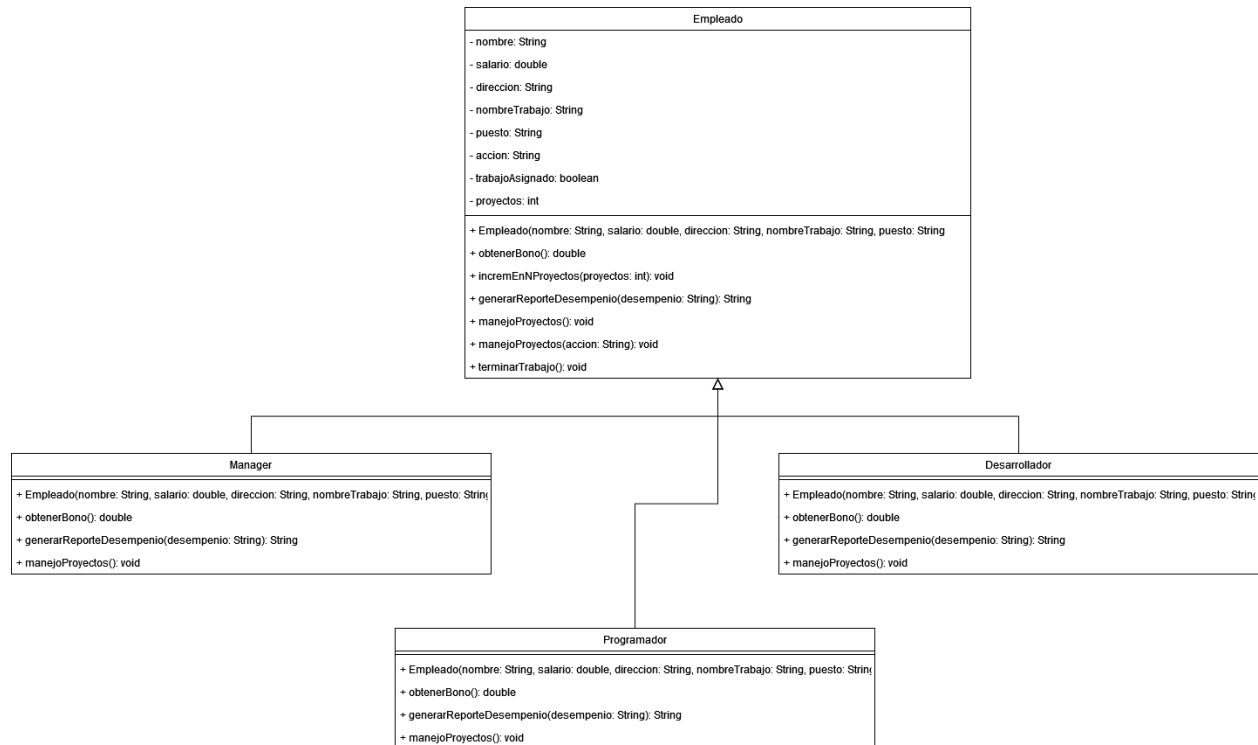 Empleado
- nombre: String
- salario: double
- direccion: String
- nombreTrabajo: String
- puesto: String
- accion: String
- trabajoAsignado: boolean
- proyectos: int
+ Empleado(nombre: String, salario: double, direccion: String, nombreTrabajo: String, puesto: String
+ obtenerBono(): double
+ incremEnNProyectos(proyectos: int): void
+ generarReporteDesempenio(desempenio: String): String
+ manejoProyectos(): void
+ manejoProyectos(accion: String): void
+ terminarTrabajo(): void
Manager
+ Empleado(nombre: String, salario: double, direccion: String, nombreTrabajo: String, puesto: String
+ obtenerBono(): double
+ generarReporteDesempenio(desempenio: String): String
+ manejoProyectos(): void
Desarrollador
+ Empleado(nombre: String, salario: double, direccion: String, nombreTrabajo: String, puesto: String
+ obtenerBono(): double
+ generarReporteDesempenio(desempenio: String): String
+ manejoProyectos(): void
Programador
+ Empleado(nombre: String, salario: double, direccion: String, nombreTrabajo: String, puesto: String
+ obtenerBono(): double
+ generarReporteDesempenio(desempenio: String): String
+ manejoProyectos(): void